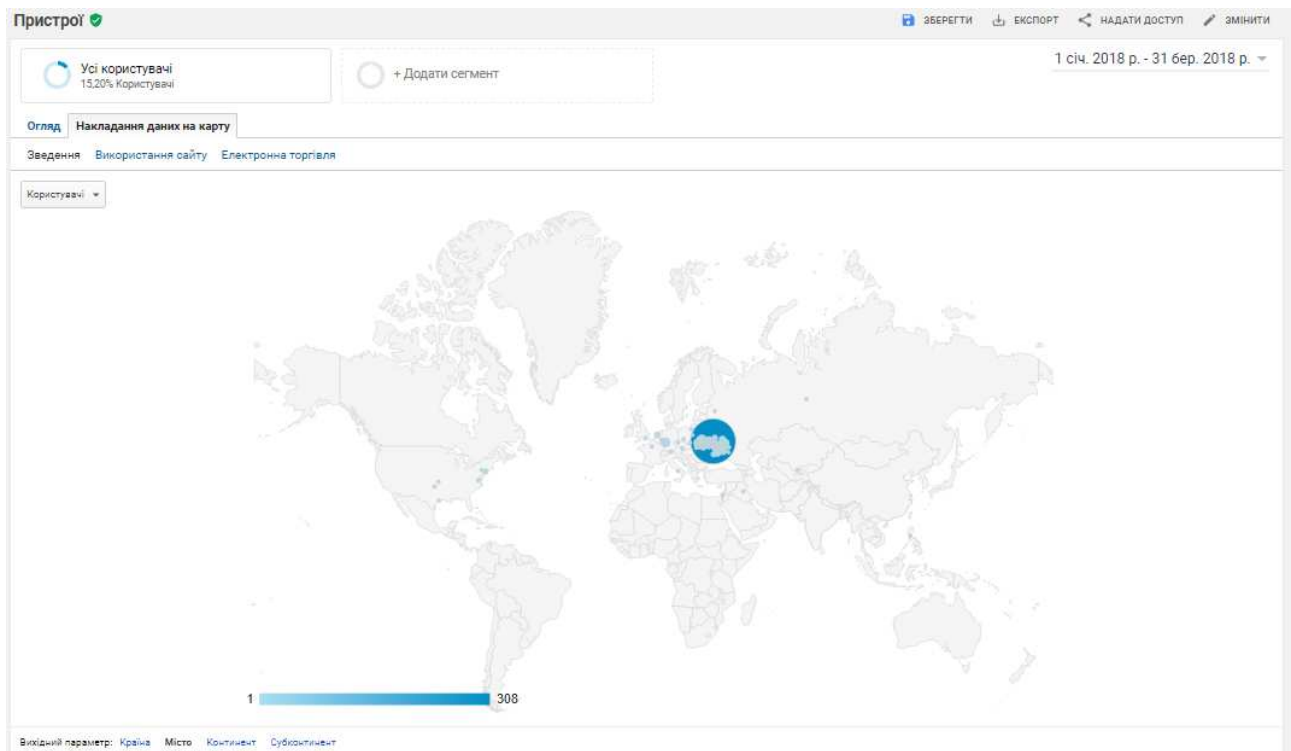 Пристрої
ЗБЕРЕГТИ ЕКСПОРТ НАДАТИ ДОСТУП ЗМІНИТИ
1 січ. 2018 р. - 31 бер. 2018 р.
Усі користувачі
15,20% Користувачі
+ Додати сегмент
Огляд Накладання даних на карту
Зведення Використання сайту Електронна торгівля
Користувачі
1 308
Вихідний параметр: Країна Місто Континент Субконтинент